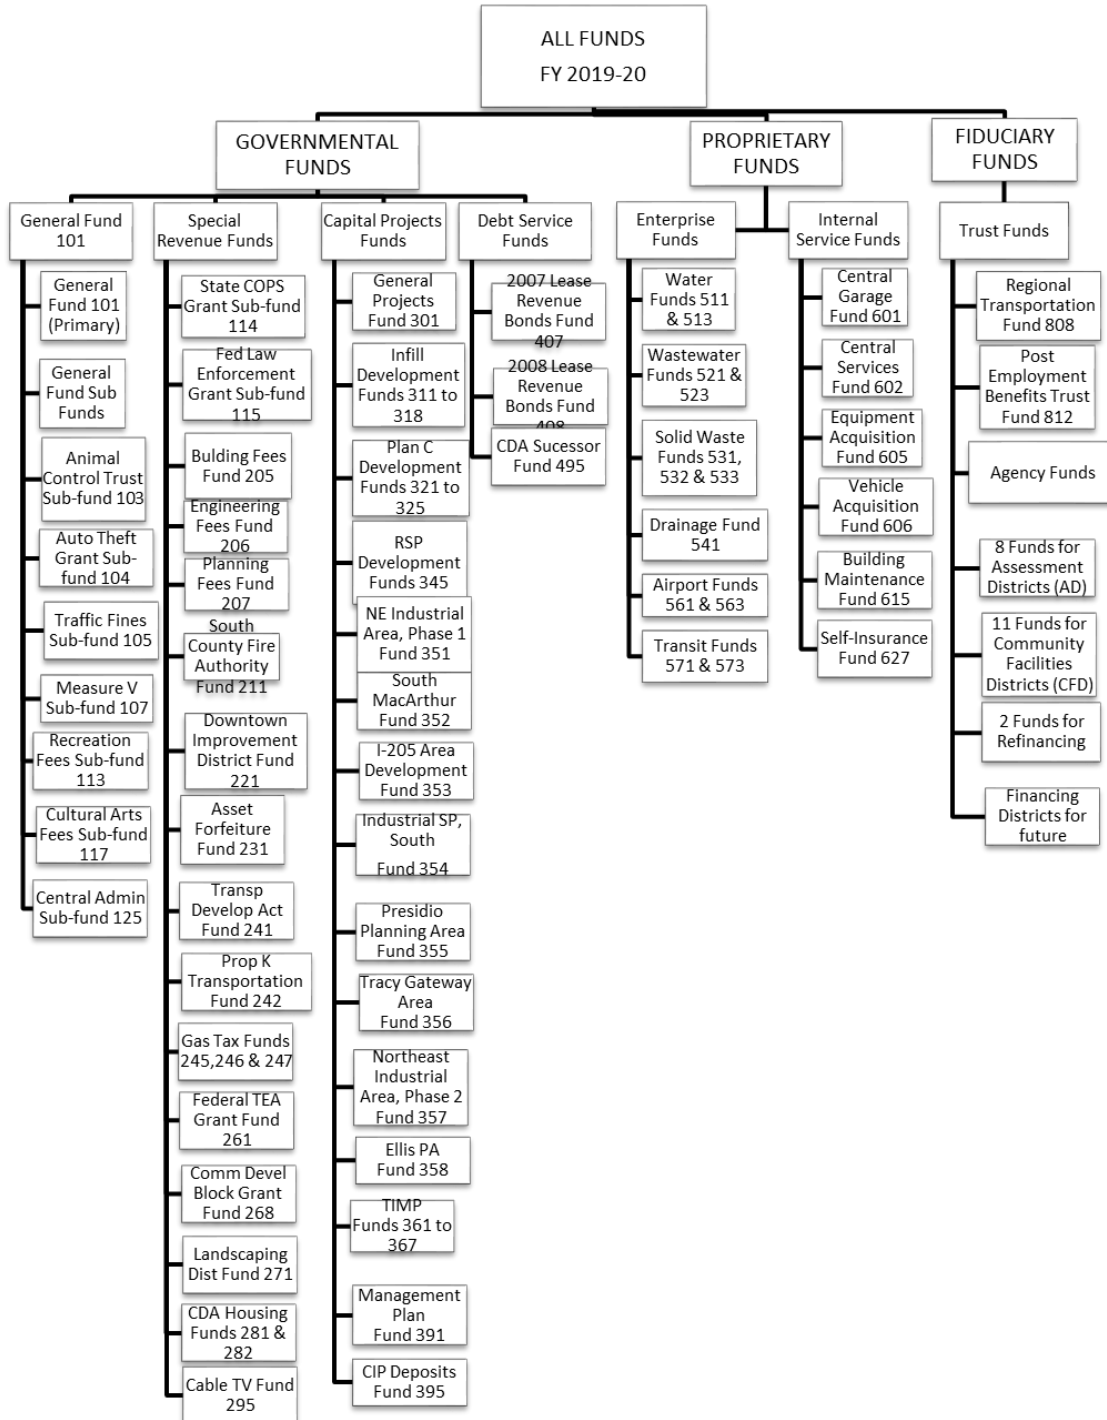 ALL FUNDS
FY 2019-20
GOVERNMENTAL
FUNDS
PROPRIETARY
FUNDS
FIDUCIARY
FUNDS
General Fund
101
General
Fund 101
(Primary)
General
Fund Sub
Funds
Animal
Control Trust
Sub-fund 103
Auto Theft
Grant Sub-
fund 104
Traffic Fines
Sub-fund 105
Measure V
Sub-fund 107
Recreation
Fees Sub-fund
113
Cultural Arts
Fees Sub-fund
117
Central Admin
Sub-fund 125
Special
Revenue Funds
State COPS
Grant Sub-fund
114
Fed Law
Enforcement
Grant Sub-fund
115
Bulding Fees
Fund 205
Engineering
Fees Fund
206
Planning
Fees Fund
207
South
County Fire
Authority
Fund 211
Downtown
Improvement
District Fund
221
Asset
Forfeiture
Fund 231
Transp
Develop Act
Fund 241
Prop K
Transportation
Fund 242
Gas Tax Funds
245,246 & 247
Federal TEA
Grant Fund
261
Comm Devel
Block Grant
Fund 268
Landscaping
Dist Fund 271
CDA Housing
Funds 281 &
282
Cable TV Fund
295
Capital Projects
Funds
General
Projects
Fund 301
Infill
Development
Funds 311 to
318
Plan C
Development
Funds 321 to
325
RSP
Development
Funds 345
NE Industrial
Area, Phase 1
Fund 351
South
MacArthur
Fund 352
I-205 Area
Development
Fund 353
Industrial SP,
South
Fund 354
Presidio
Planning Area
Fund 355
Tracy Gateway
Area
Fund 356
Northeast
Industrial
Area, Phase 2
Fund 357
Ellis PA
Fund 358
TIMP
Funds 361 to
367
Management
Plan
Fund 391
CIP Deposits
Fund 395
Debt Service
Funds
2007 Lease
Revenue
Bonds Fund
407
2008 Lease
Revenue
Bonds Fund
408
CDA Sucessor
Fund 495
Enterprise
Funds
Water
Funds 511
& 513
Wastewater
Funds 521 &
523
Solid Waste
Funds 531,
532 & 533
Drainage Fund
541
Airport Funds
561 & 563
Transit Funds
571 & 573
Internal
Service Funds
Central
Garage
Fund 601
Central
Services
Fund 602
Equipment
Acquisition
Fund 605
Vehicle
Acquisition
Fund 606
Building
Maintenance
Fund 615
Self-Insurance
Fund 627
Trust Funds
Regional
Transportation
Fund 808
Post
Employment
Benefits Trust
Fund 812
Agency Funds
8 Funds for
Assessment
Districts (AD)
11 Funds for
Community
Facilities
Districts (CFD)
2 Funds for
Refinancing
Financing
Districts for
future